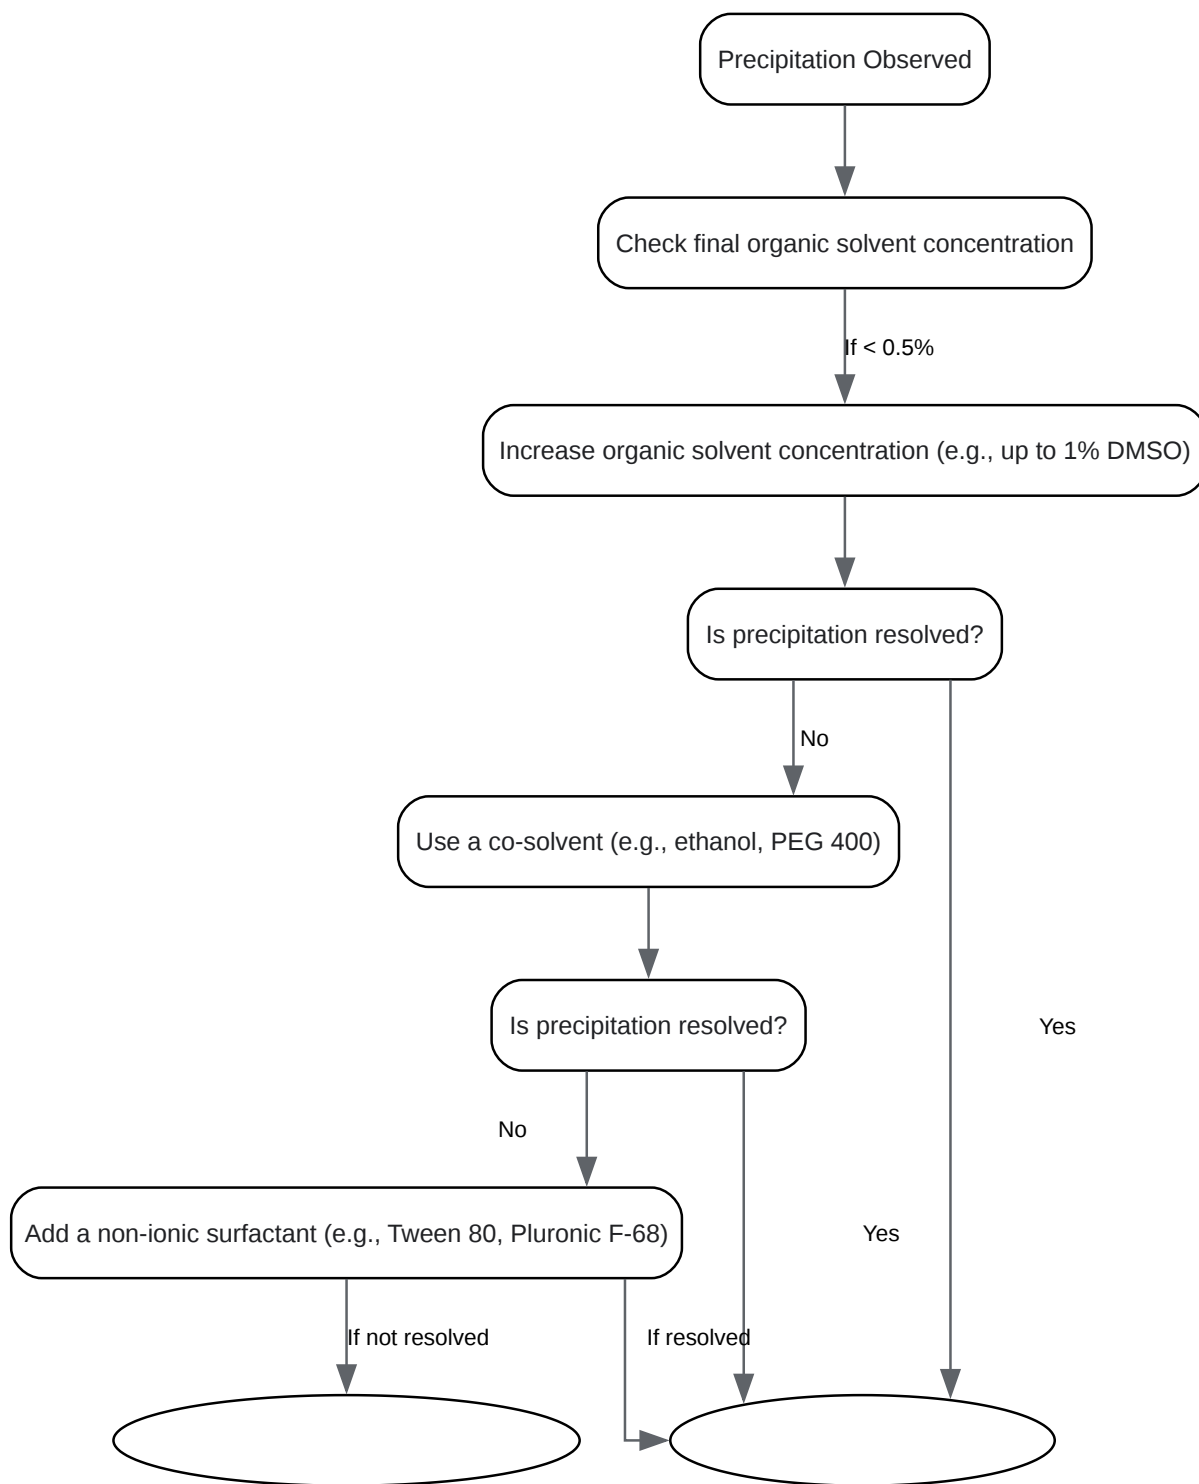 Precipitation Observed
Check final organic solvent concentration
If < 0.5%
Increase organic solvent concentration (e.g., up to 1% DMSO)
Is precipitation resolved?
No
Use a co-solvent (e.g., ethanol, PEG 400)
Is precipitation resolved?
Yes
No
Add a non-ionic surfactant (e.g., Tween 80, Pluronic F-68)
Yes
If not resolved
If resolved